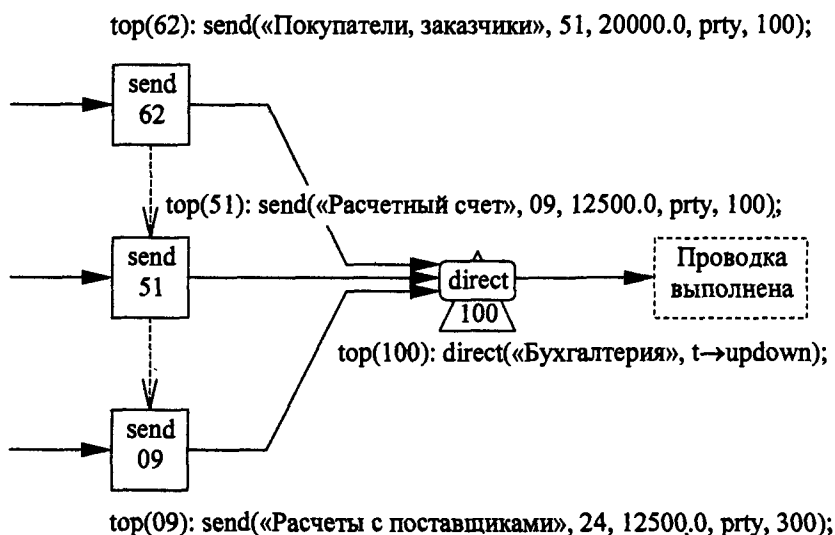 top(62): send(«Покупатели, заказчики», 51, 20000.0, prty, 100);
send
62
top(51): send(«Расчетный счет», 09, 12500.0, prty, 100);
send
51
direct
100
Проводка
выполнена
top(100): direct(«Бухгалтерия», t→updown);
send
09
top(09): send(«Расчеты с поставщиками», 24, 12500.0, prty, 300);